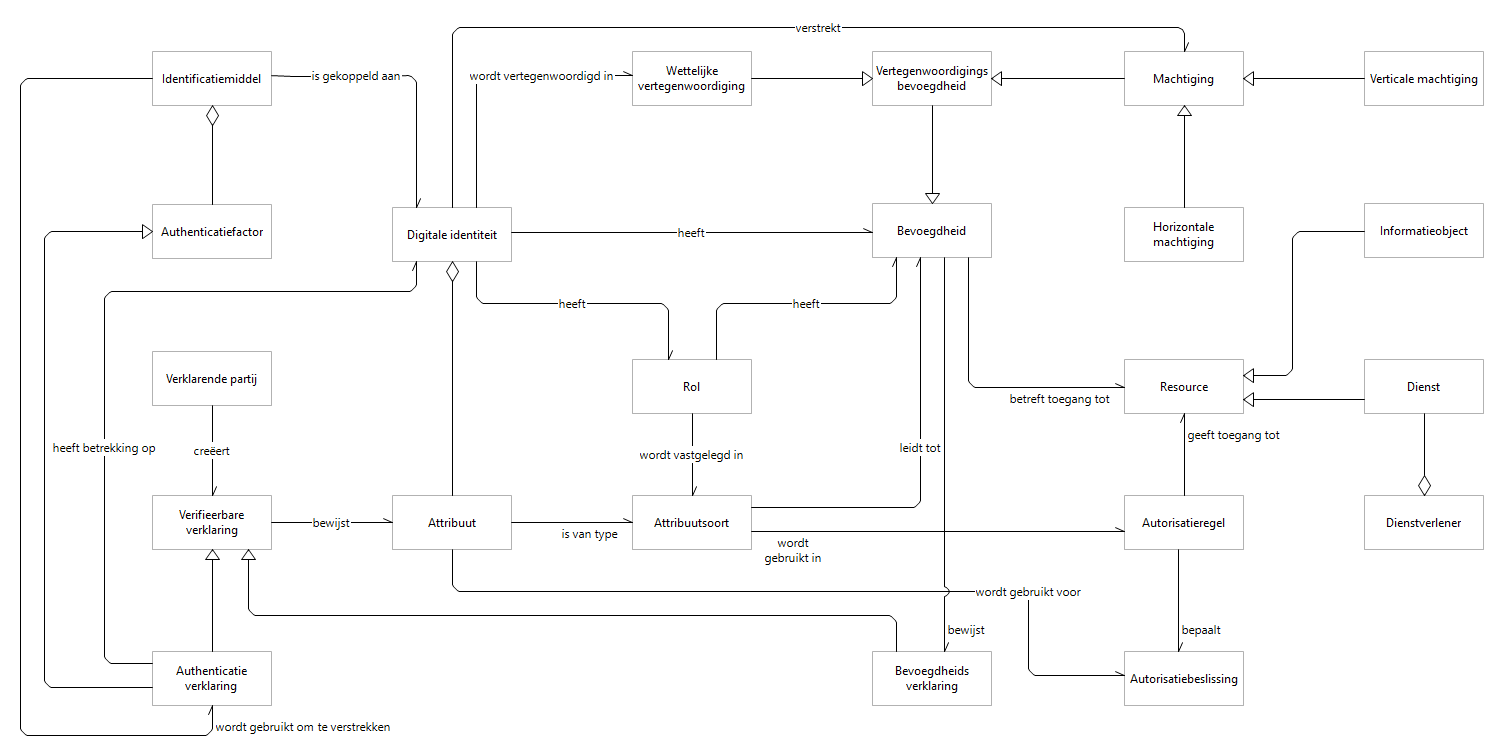 verstrekt
Identificatiemiddel
is gekoppeld aan
wordt vertegenwoordigd in
Wettelijke
vertegenwoordiging
Vertegenwoordigings
bevoegdheid
Machtiging
Verticale machtiging
Authenticatiefactor
Digitale identiteit
heeft
Bevoegdheid
Horizontale
machtiging
Informatieobject
heeft
heeft
Verklarende partij
Rol
Resource
Dienst
betreft toegang tot
geeft toegang tot
heeft betrekking op
creëert
wordt vastgelegd in
leidt tot
Verifieerbare
verklaring
bewijst
Attribuut
is van type
Attribuutsoort
wordt
gebruikt in
Autorisatieregel
Dienstverlener
wordt gebruikt voor
bewijst
bepaalt
Authenticatie
verklaring
Bevoegdheids
verklaring
Autorisatiebeslissing
wordt gebruikt om te verstrekken